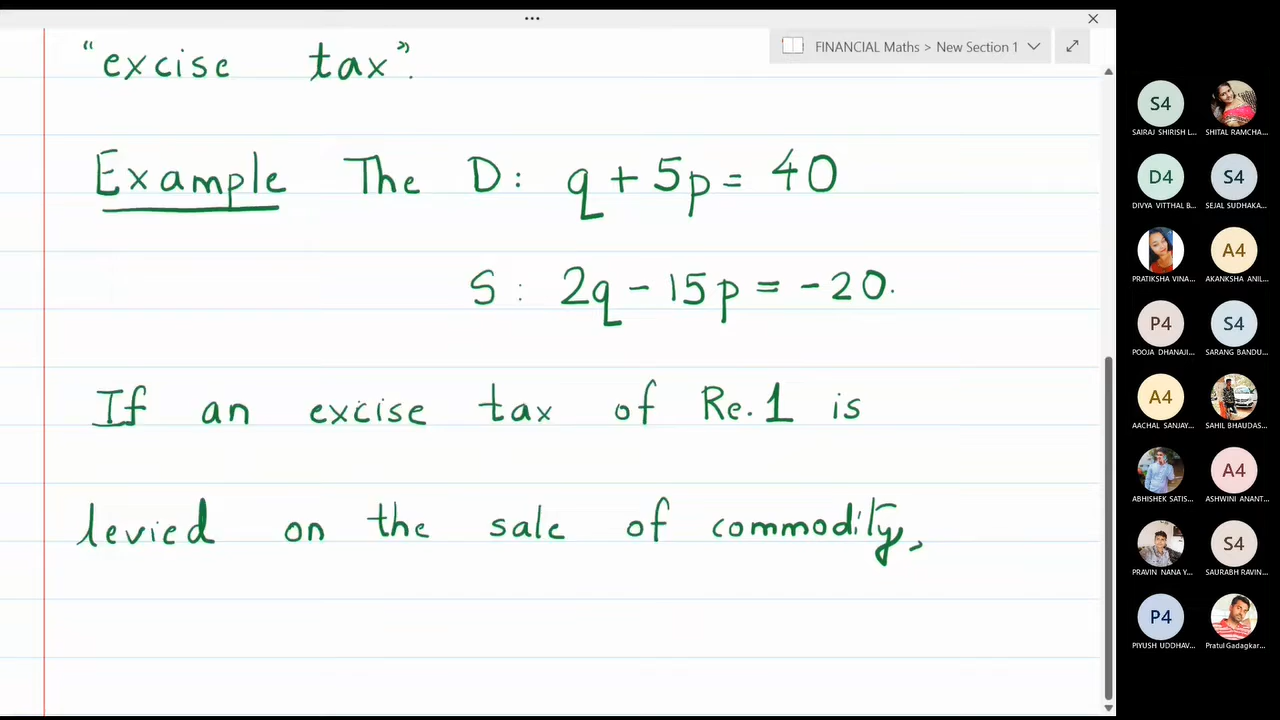 "excise tax".
FINANCIAL Maths > New Section 1
Example The D: q + 5p = 40
S: 2q - 15p = -20.
If an excise tax of Re. 1 is
levied on the sale of commodity,
S4
SAIRAJ SHIRISH L...
SHITAL RAMCHA...
D4
DIVYA VITTHAL B...
S4
SEJAL SUDHAKA...
PRATIKSHA VINA...
A4
AKANKSHA ANIL...
P4
POOJA DHANAJI...
S4
SARANG BANDU...
A4
AACHAL SANJAY...
SAHIL BHAUDAS...
ABHISHEK SATIS...
A4
ASHWINI ANANT...
PRAVIN NANA Y...
S4
SAURABH RAVIN...
P4
PIYUSH UDDHAV...
Pratul Gadagkar...